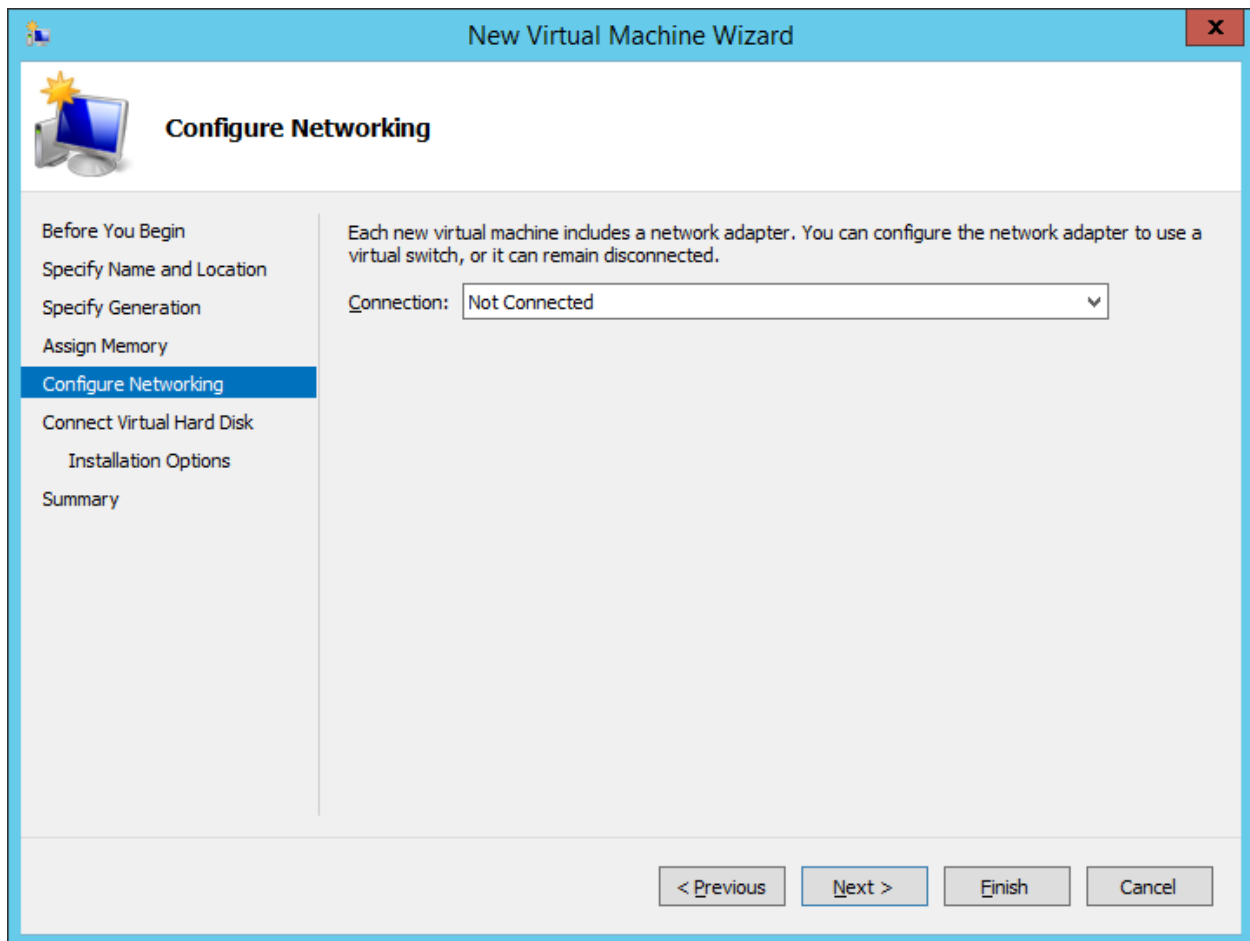 New Virtual Machine Wizard
x
Configure Networking
Before You Begin
Specify Name and Location
Specify Generation
Assign Memory
Configure Networking
Connect Virtual Hard Disk
Installation Options
Summary
Each new virtual machine includes a network adapter. You can configure the network adapter to use a
virtual switch, or it can remain disconnected.
Connection: Not Connected
< Previous Next > Finish Cancel